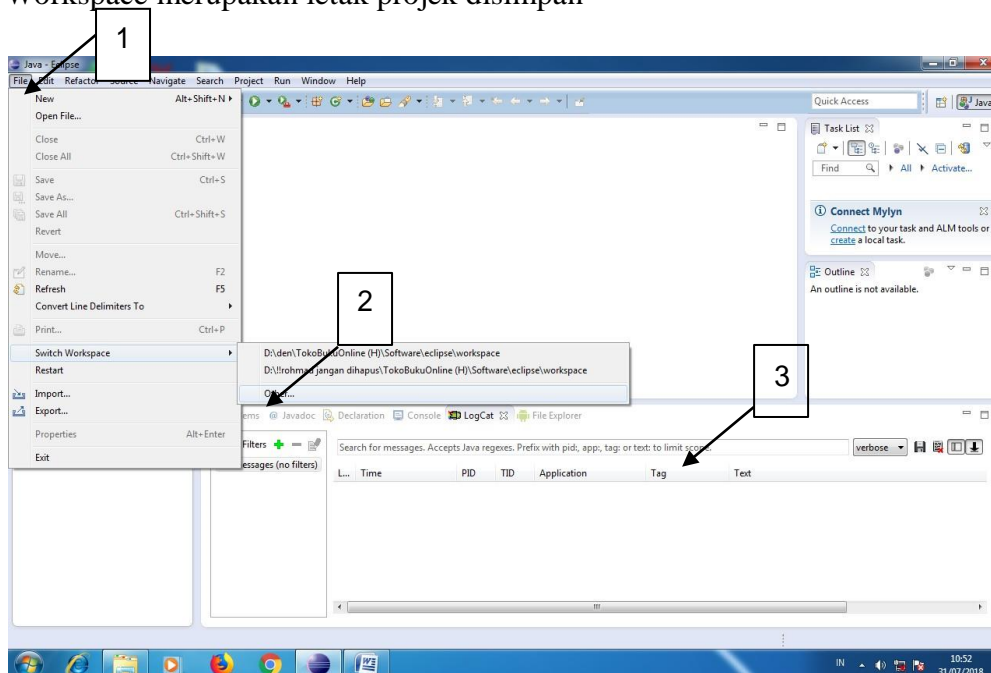 Workspace merupakan letak projek disimpan
1
Java - Eclipse
File Edit Refactor Source Navigate Search Project Run Window Help
New Alt+Shift+N
Open File...
Close Ctrl+W
Close All Ctrl+Shift+W
Save Ctrl+S
Save As...
Save All Ctrl+Shift+S
Revert
Move...
Rename... F2
Refresh F5
Convert Line Delimiters To
Print... Ctrl+P
Switch Workspace
Restart
Import...
Export...
Properties Alt+Enter
Exit
2
D:\den\TokoBukuOnline (H)\Software\eclipse\workspace
D:\!!rohmad jangan dihapus\TokoBukuOnline (H)\Software\eclipse\workspace
Other...
3
Quick Access Java
Task List
Find All Activate...
Connect Mylyn
Connect to your task and ALM tools or
create a local task.
Outline
An outline is not available.
ems @ Javadoc Declaration Console LogCat File Explorer
Filters
essages (no filters)
Search for messages. Accepts Java regexes. Prefix with pid:, app:, tag: or text: to limit scope.
verbose
L... Time PID TID Application Tag Text
IN 10:52
31/07/2018